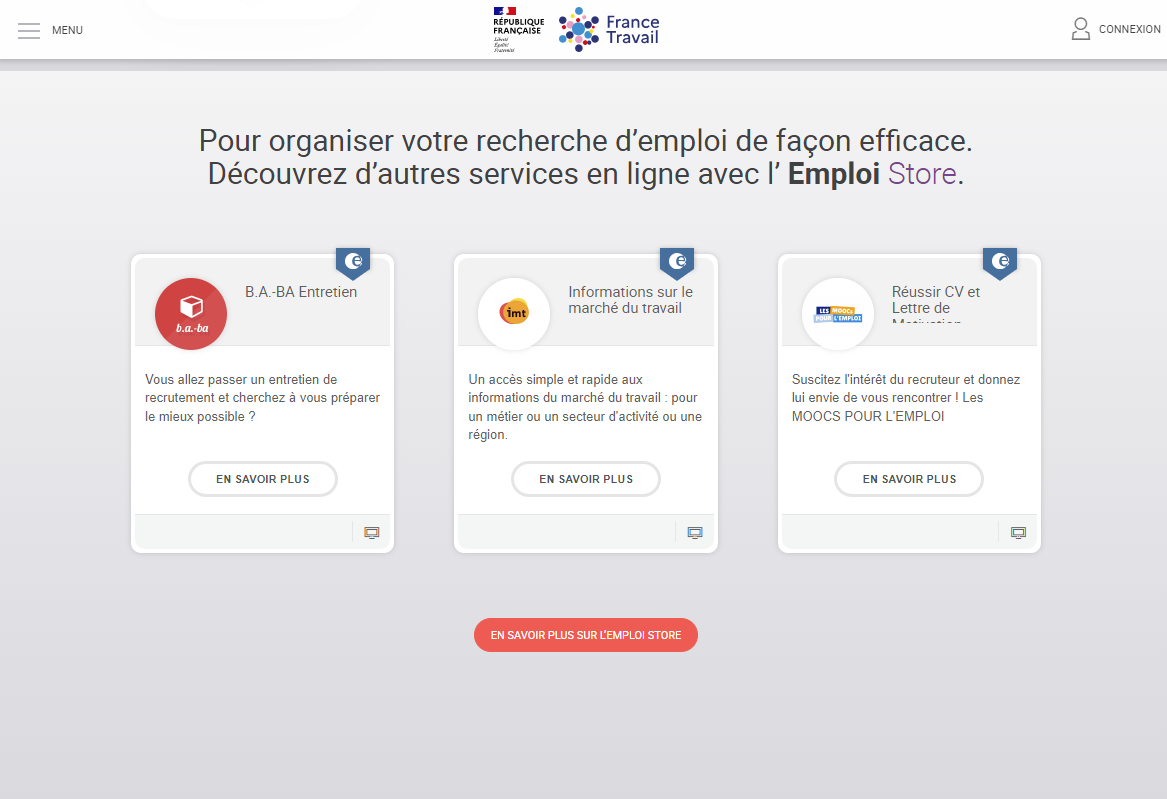 MENU
RÉPUBLIQUE
FRANÇAISE
Liberté
Égalité
Fraternité
France
Travail
CONNEXION
Pour organiser votre recherche d’emploi de façon efficace.
Découvrez d’autres services en ligne avec l’ Emploi Store.
B.A.-BA Entretien
b.a.-ba
Vous allez passer un entretien de
recrutement et cherchez à vous préparer
le mieux possible ?
EN SAVOIR PLUS
Informations sur le
marché du travail
imt
Un accès simple et rapide aux
informations du marché du travail : pour
un métier ou un secteur d'activité ou une
région.
EN SAVOIR PLUS
Réussir CV et
Lettre de
Motivation
LES MOOCs
POUR L'EMPLOI
Suscitez l'intérêt du recruteur et donnez
lui envie de vous rencontrer ! Les
MOOCS POUR L'EMPLOI
EN SAVOIR PLUS
EN SAVOIR PLUS SUR L'EMPLOI STORE